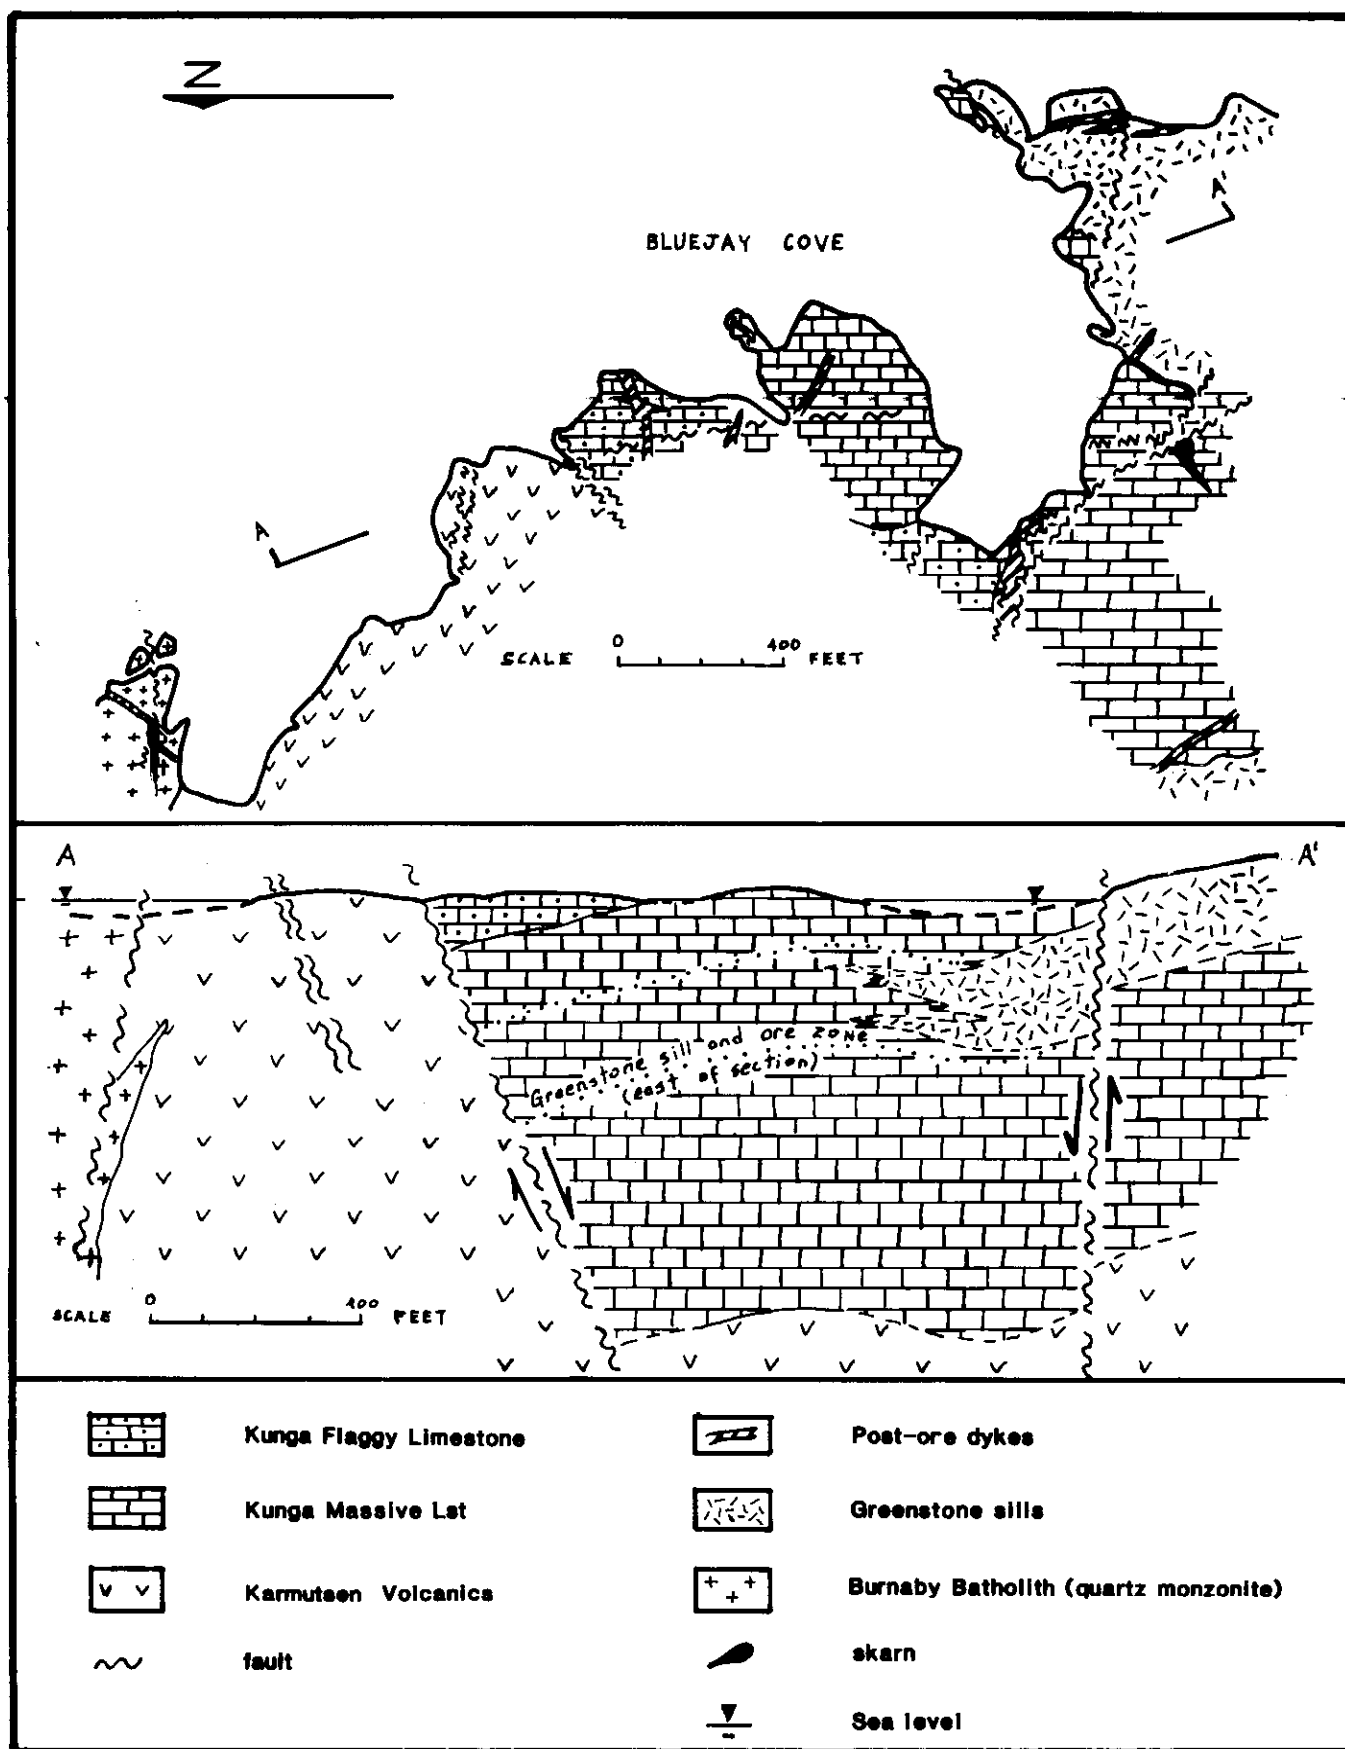 N
A
BLUEJAY COVE
A
0 400
SCALE FEET
A A'
Greenstone sill and ore zone
(east of section)
0 400
SCALE FEET
Kunga Flaggy Limestone
Post-ore dykes
Kunga Massive Lst
Greenstone sills
Karmutsen Volcanics
Burnaby Batholith (quartz monzonite)
fault
skarn
Sea level